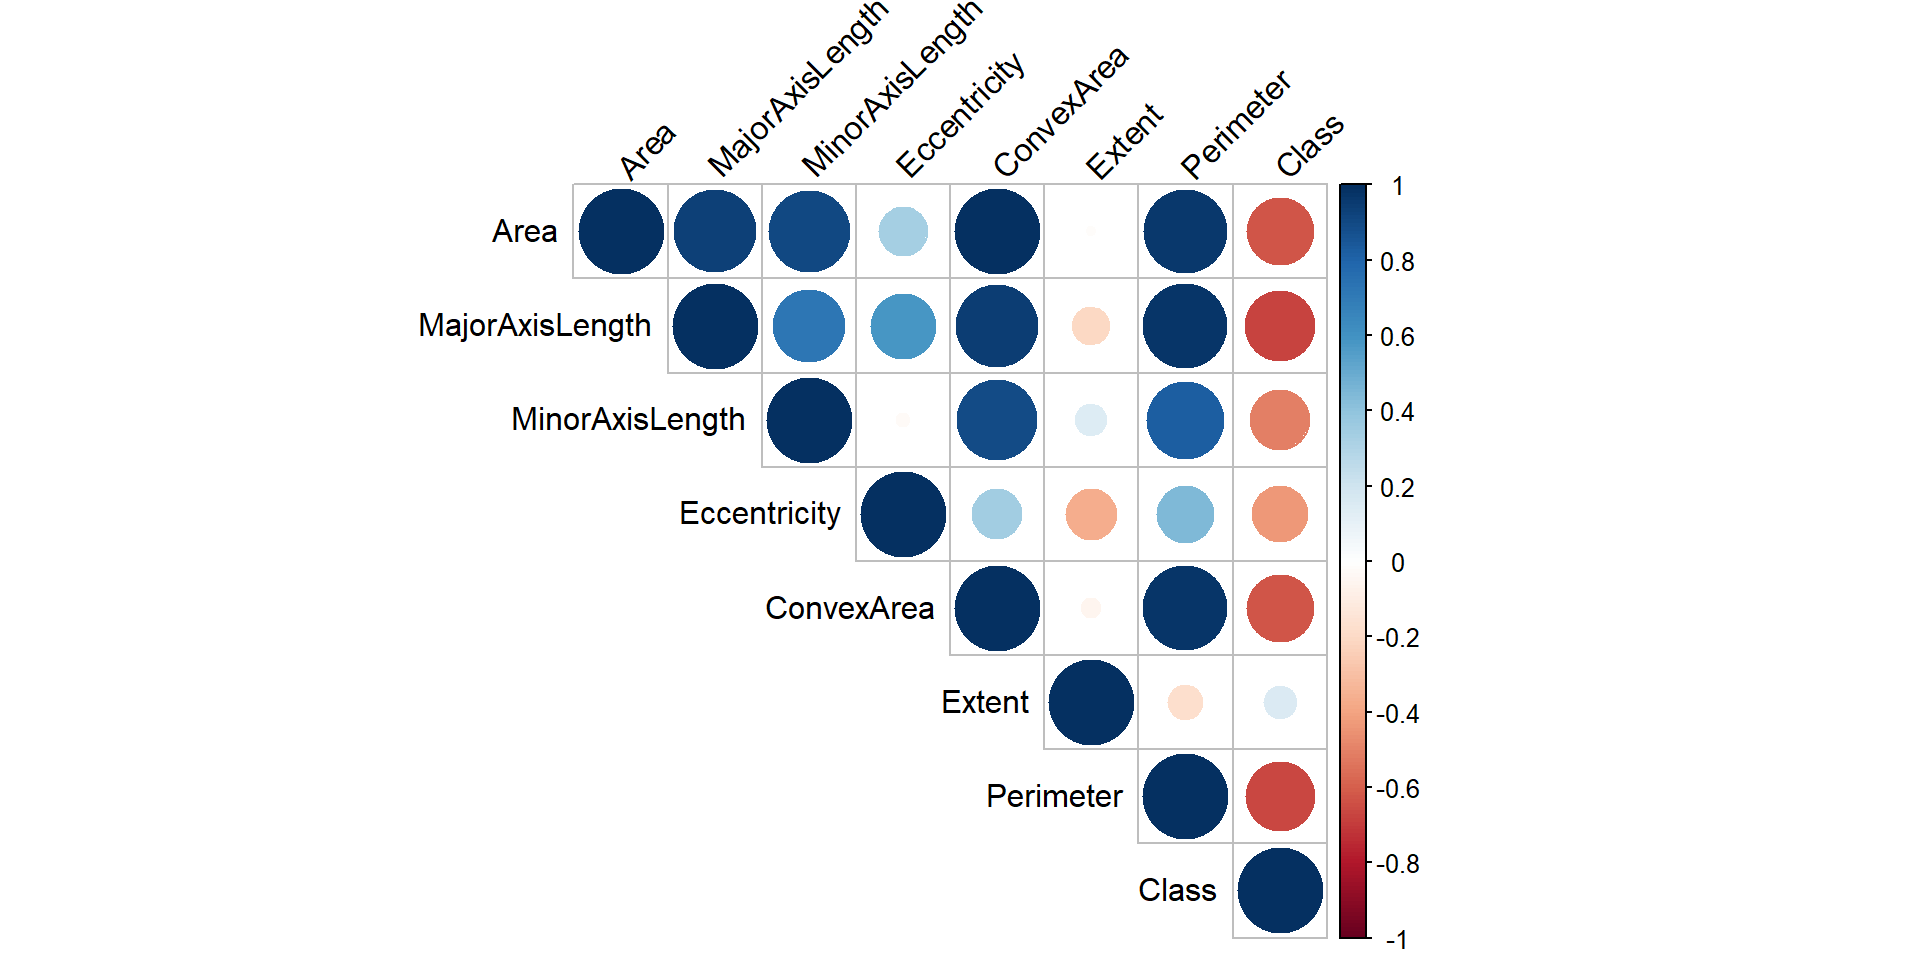 Area
MajorAxisLength
MinorAxisLength
Eccentricity
ConvexArea
Extent
Perimeter
Class
Area
MajorAxisLength
MinorAxisLength
Eccentricity
ConvexArea
Extent
Perimeter
Class
1
0.8
0.6
0.4
0.2
0
-0.2
-0.4
-0.6
-0.8
-1